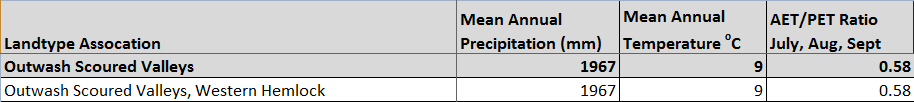 Landtype Assocation Mean Annual Precipitation (mm) Mean Annual Temperature °C AET/PET Ratio July, Aug, Sept
Outwash Scoured Valleys 1967 9 0.58
Outwash Scoured Valleys, Western Hemlock 1967 9 0.58